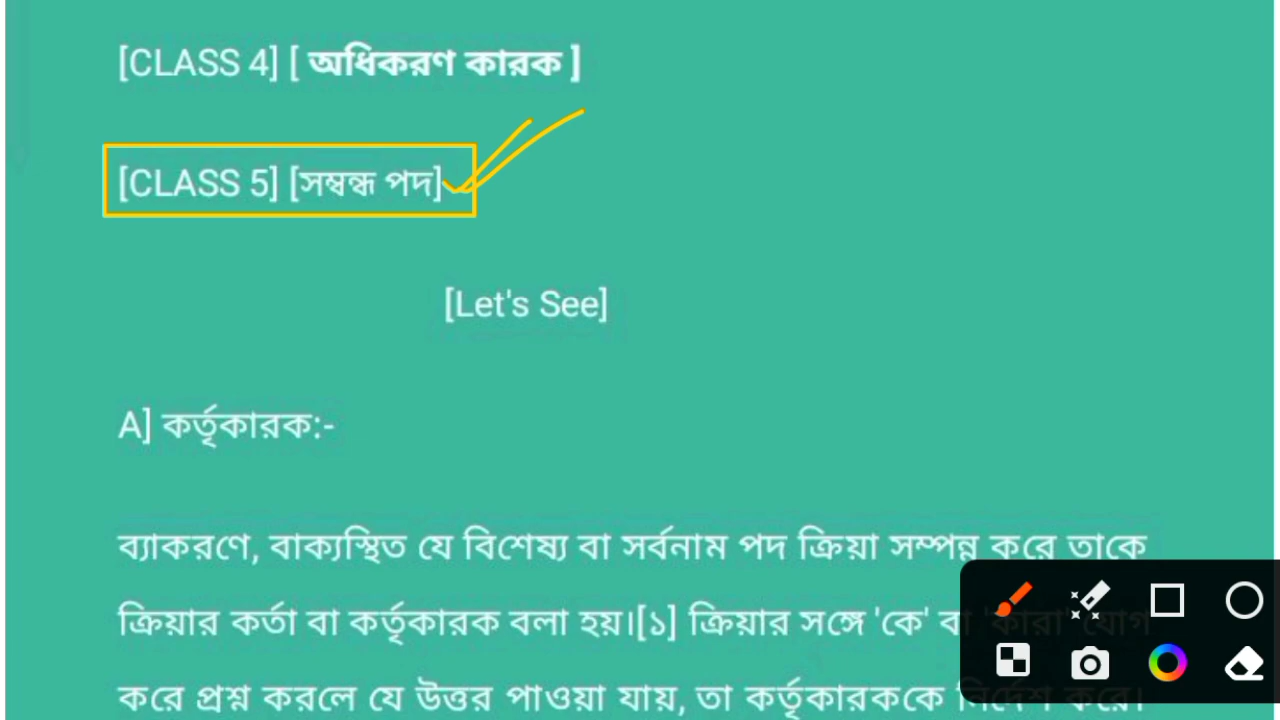 [CLASS 4] [ অধিকরণ কারক ]
[CLASS 5] [সম্বন্ধ পদ]
[Let's See]
A] কর্তৃকারক:-
ব্যাকরণে, বাক্যস্থিত যে বিশেষ্য বা সর্বনাম পদ ক্রিয়া সম্পন্ন করে তাকে
ক্রিয়ার কর্তা বা কর্তৃকারক বলা হয়।[১] ক্রিয়ার সঙ্গে 'কে' বা 'কারা' যোগ
করে প্রশ্ন করলে যে উত্তর পাওয়া যায়, তা কর্তৃকারককে নির্দেশ করে।